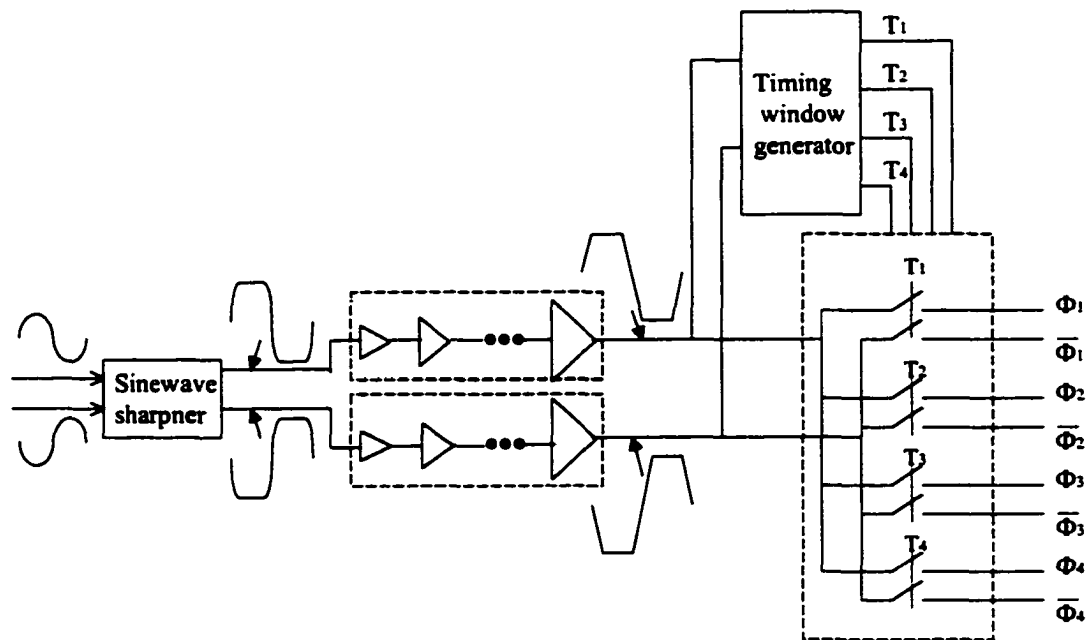 T1
T2
T3
T4
Timing
window
generator
Sinewave
sharpner
T1
Φ1
Φ̅1
T2
Φ2
Φ̅2
T3
Φ3
Φ̅3
T4
Φ4
Φ̅4